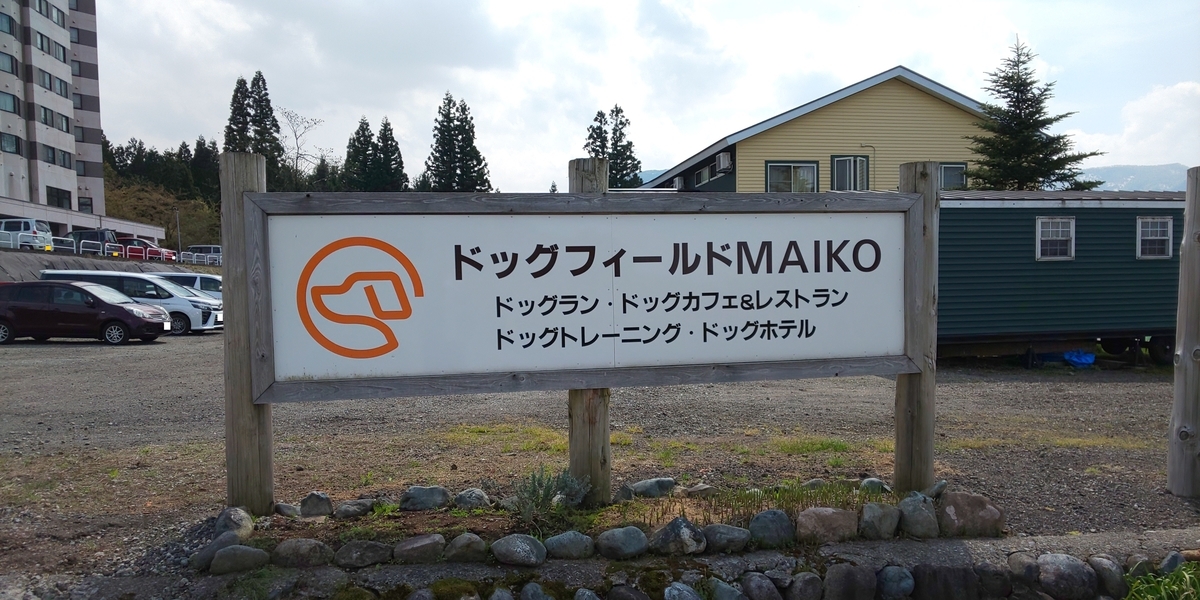 ドッグフィールドMAIKO
ドッグラン・ドッグカフェ&レストラン
ドッグトレーニング・ドッグホテル